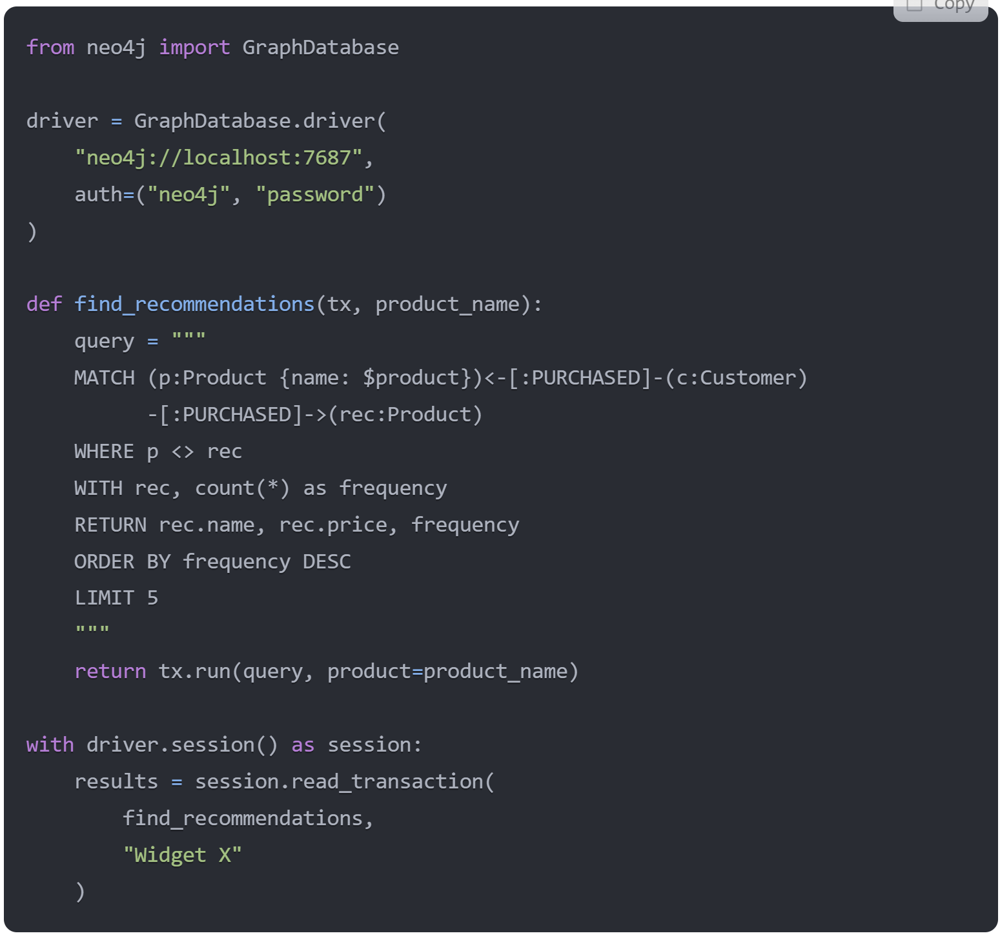 Copy
from neo4j import GraphDatabase
driver = GraphDatabase.driver(
    "neo4j://localhost:7687",
    auth=("neo4j", "password")
)
def find_recommendations(tx, product_name):
    query = """
    MATCH (p:Product {name: $product})<-[:PURCHASED]-(c:Customer)
          -[:PURCHASED]->(rec:Product)
    WHERE p <> rec
    WITH rec, count(*) as frequency
    RETURN rec.name, rec.price, frequency
    ORDER BY frequency DESC
    LIMIT 5
    """
    return tx.run(query, product=product_name)
with driver.session() as session:
    results = session.read_transaction(
        find_recommendations,
        "Widget X"
    )